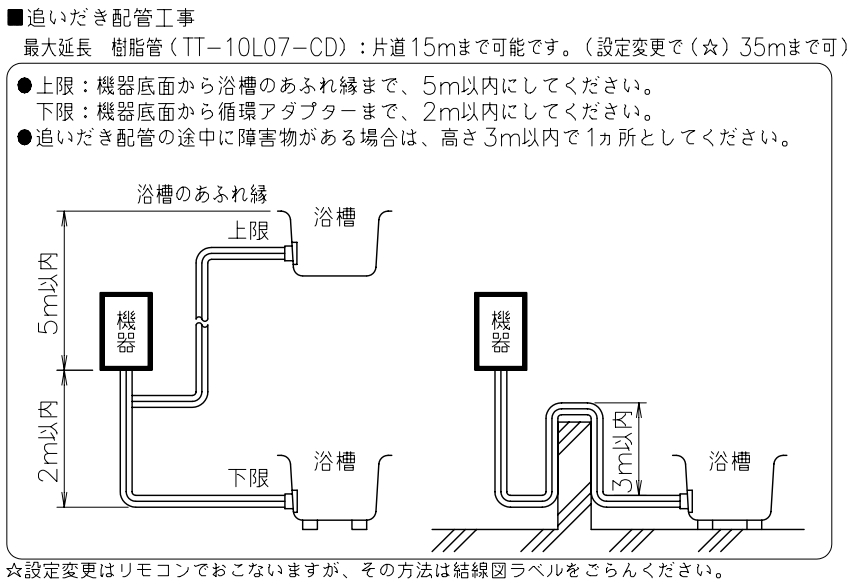 ■追いだき配管工事
最大延長 樹脂管(TT-10L07-CD):片道15mまで可能です。(設定変更で(☆)35mまで可)
●上限:機器底面から浴槽のあふれ縁まで、5m以内にしてください。
下限:機器底面から循環アダプターまで、2m以内にしてください。
●追いだき配管の途中に障害物がある場合は、高さ3m以内で1ヵ所としてください。
浴槽のあふれ縁
浴槽
上限
5m以内
機器
機器
2m以内
3m以内
下限
浴槽
浴槽
☆設定変更はリモコンでおこないますが、その方法は結線図ラベルをごらんください。